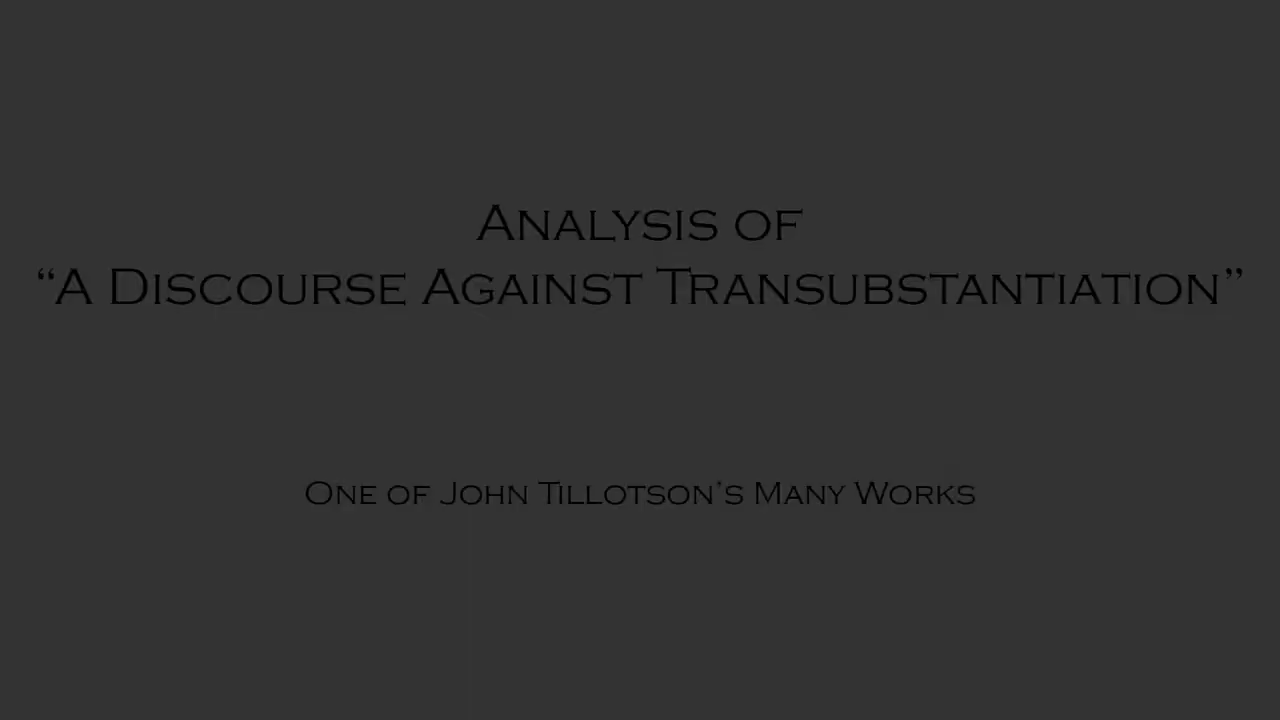 Analysis of
“A Discourse Against Transubstantiation”
One of John Tillotson’s Many Works